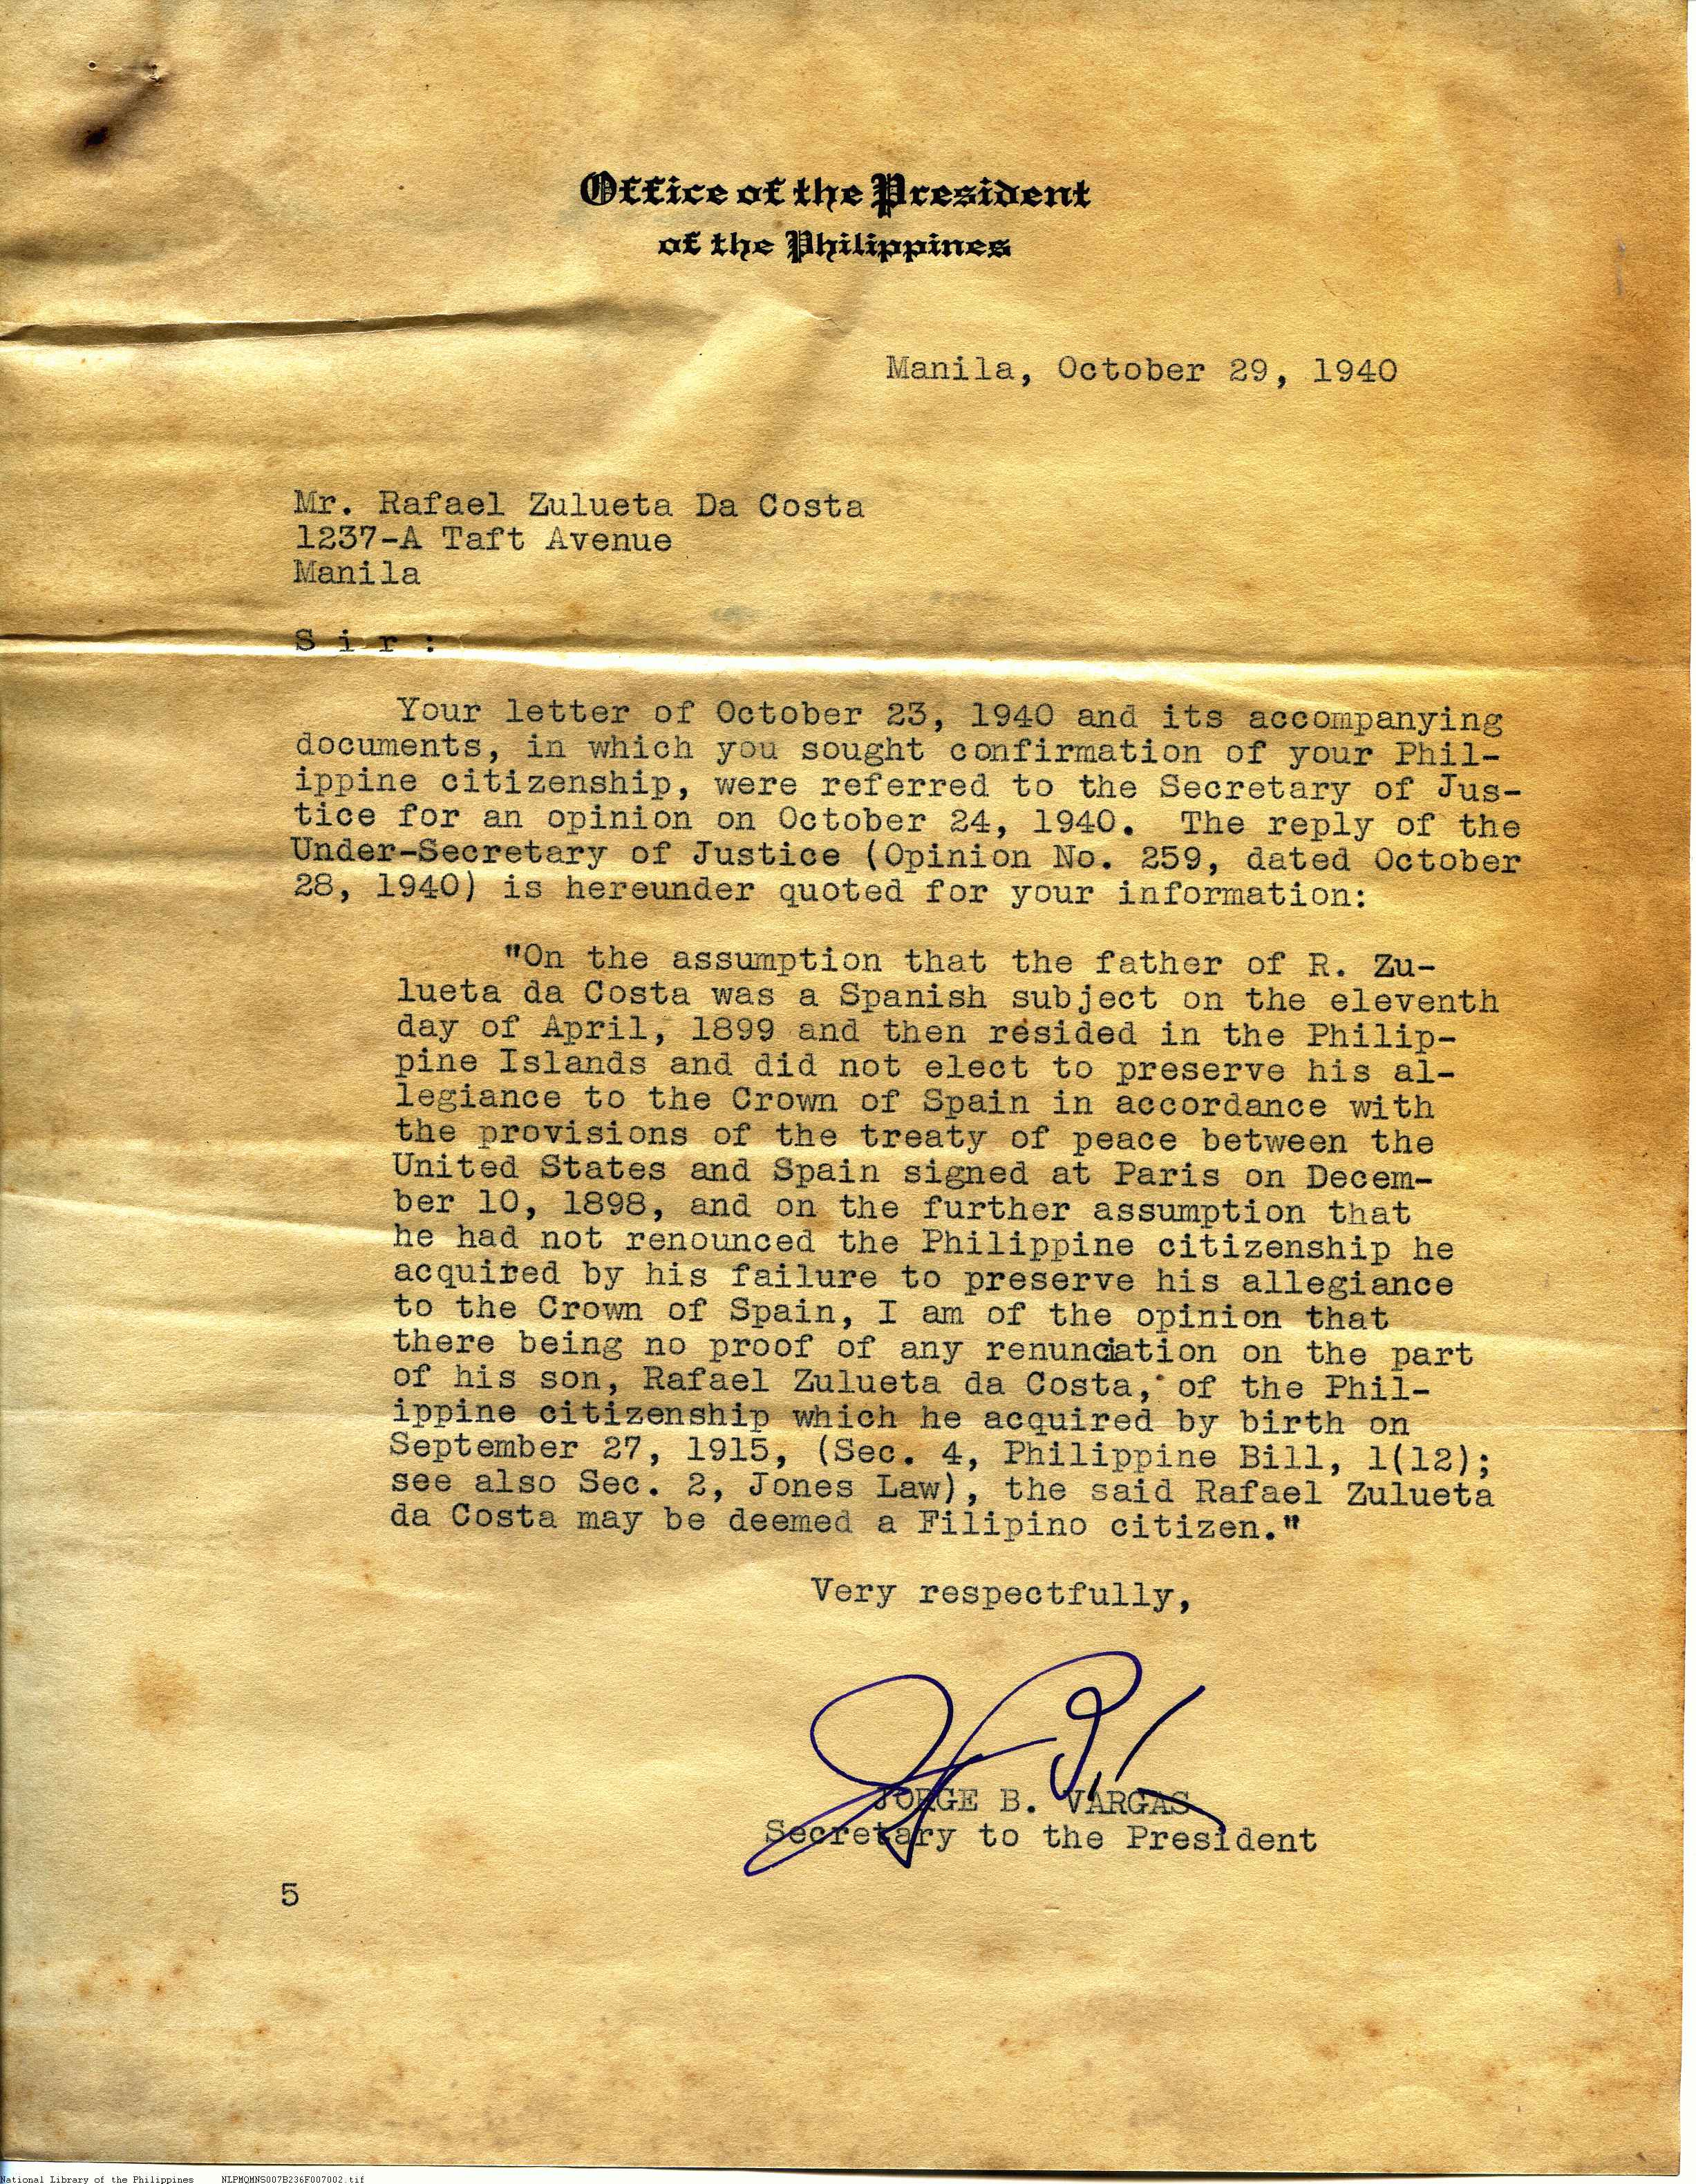 Office of the President
of the Philippines
Manila, October 29, 1940
Mr. Rafael Zulueta Da Costa
1237-A Taft Avenue
Manila
S i r :
Your letter of October 23, 1940 and its accompanying
documents, in which you sought confirmation of your Phil-
ippine citizenship, were referred to the Secretary of Jus-
tice for an opinion on October 24, 1940. The reply of the
Under-Secretary of Justice (Opinion No. 259, dated October
28, 1940) is hereunder quoted for your information:
"On the assumption that the father of R. Zu-
lueta da Costa was a Spanish subject on the eleventh
day of April, 1899 and then resided in the Philip-
pine Islands and did not elect to preserve his al-
legiance to the Crown of Spain in accordance with
the provisions of the treaty of peace between the
United States and Spain signed at Paris on Decem-
ber 10, 1898, and on the further assumption that
he had not renounced the Philippine citizenship he
acquired by his failure to preserve his allegiance
to the Crown of Spain, I am of the opinion that
there being no proof of any renunciation on the part
of his son, Rafael Zulueta da Costa, of the Phil-
ippine citizenship which he acquired by birth on
September 27, 1915, (Sec. 4, Philippine Bill, 1(12);
see also Sec. 2, Jones Law), the said Rafael Zulueta
da Costa may be deemed a Filipino citizen."
Very respectfully,
JORGE B. VARGAS
Secretary to the President
5
National Library of the Philippines NLPMQMNS007B236F007002.tif